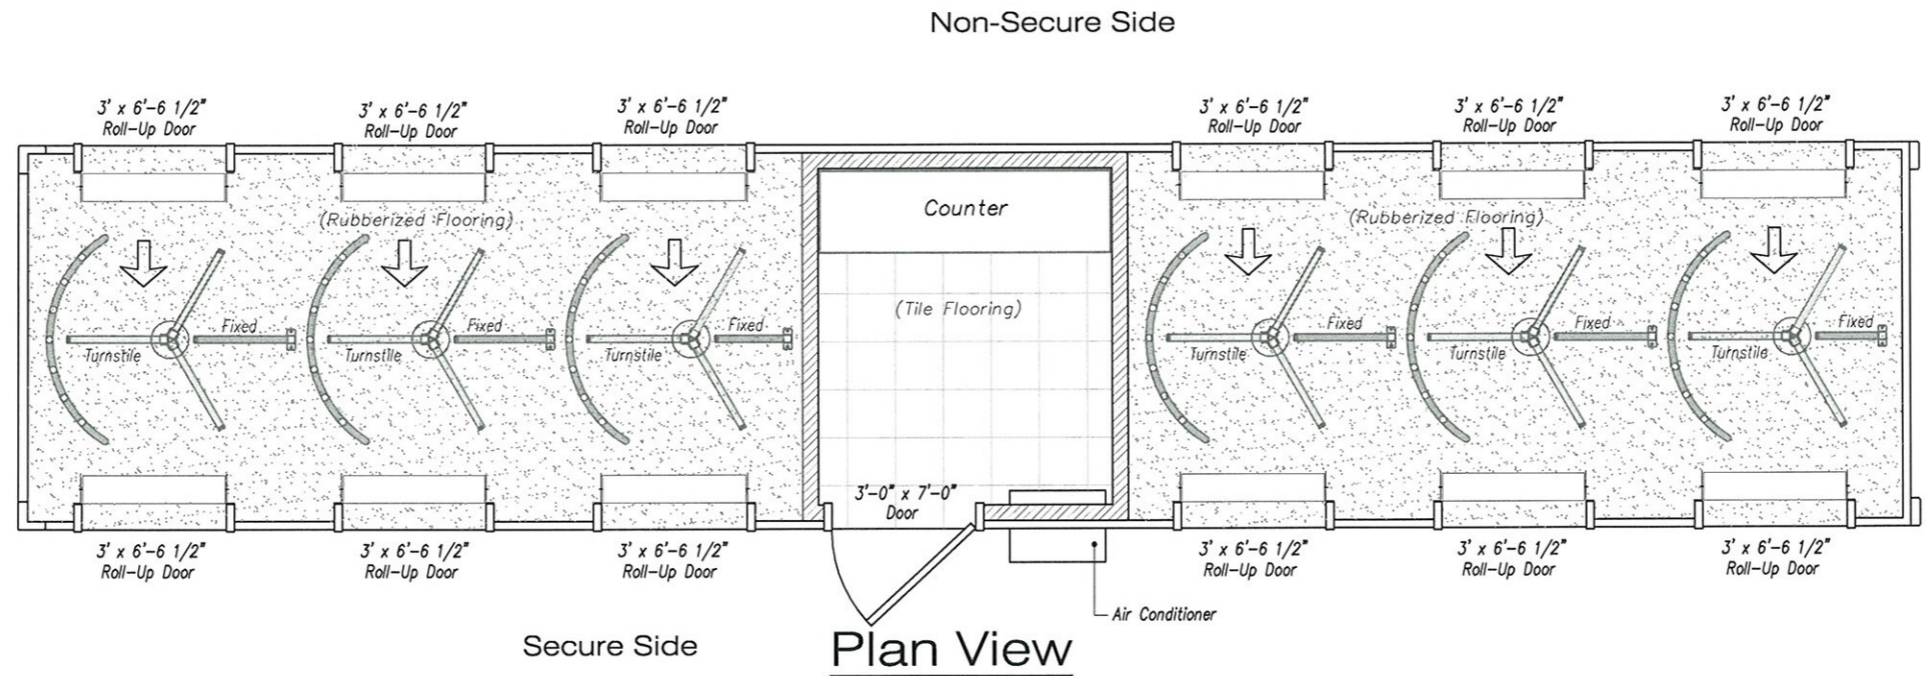 Non-Secure Side
3' x 6'-6 1/2"
Roll-Up Door
3' x 6'-6 1/2"
Roll-Up Door
3' x 6'-6 1/2"
Roll-Up Door
3' x 6'-6 1/2"
Roll-Up Door
3' x 6'-6 1/2"
Roll-Up Door
3' x 6'-6 1/2"
Roll-Up Door
(Rubberized Flooring)
Counter
(Rubberized Flooring)
(Tile Flooring)
Fixed
Turnstile
Fixed
Turnstile
Fixed
Turnstile
Fixed
Turnstile
Fixed
Turnstile
Fixed
Turnstile
3'-0" x 7'-0"
Door
3' x 6'-6 1/2"
Roll-Up Door
3' x 6'-6 1/2"
Roll-Up Door
3' x 6'-6 1/2"
Roll-Up Door
3' x 6'-6 1/2"
Roll-Up Door
3' x 6'-6 1/2"
Roll-Up Door
3' x 6'-6 1/2"
Roll-Up Door
Air Conditioner
Secure Side
Plan View